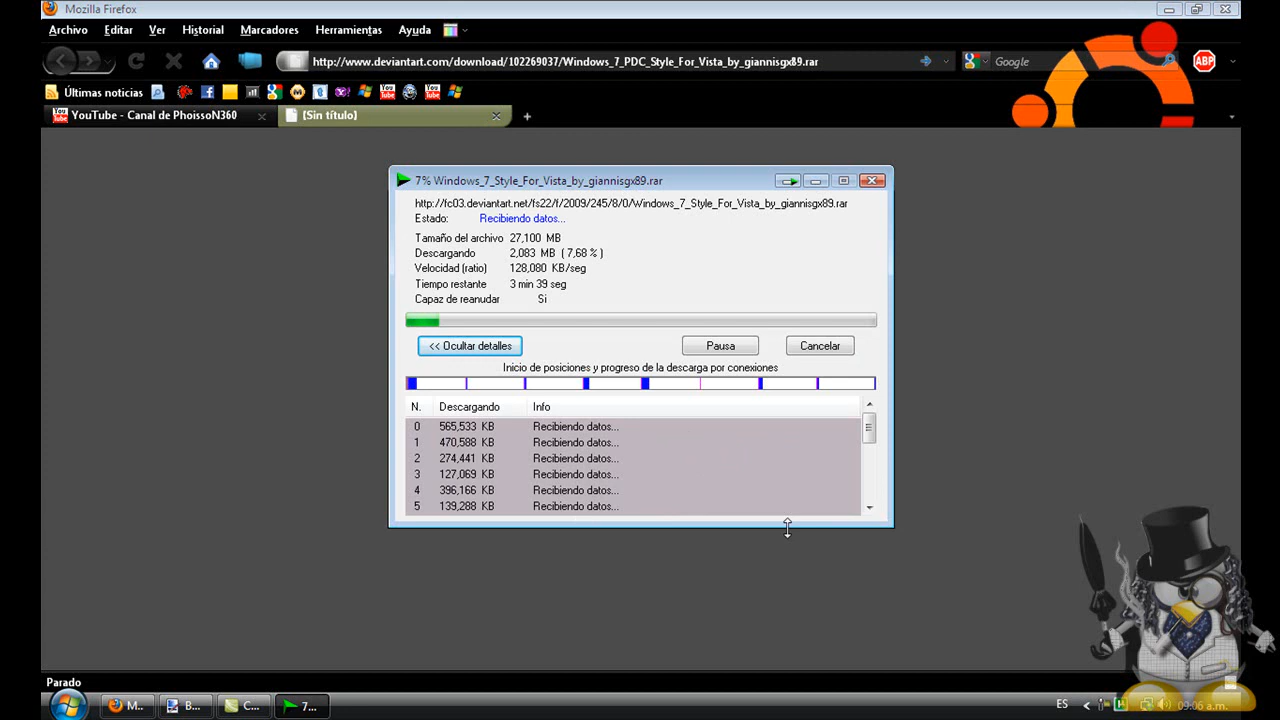 Mozilla Firefox
Archivo Editar Ver Historial Marcadores Herramientas Ayuda
http://www.deviantart.com/download/102269037/Windows_7_PDC_Style_For_Vista_by_giannisgx89.rar
Google
ABP
Últimas noticias
YouTube - Canal de PhoissoN360
(Sin título)
7% Windows_7_Style_For_Vista_by_giannisgx89.rar
http://fc03.deviantart.net/fs22/f/2009/245/8/0/Windows_7_Style_For_Vista_by_giannisgx89.rar
Estado: Recibiendo datos...
Tamaño del archivo 27,100 MB
Descargando 2,083 MB ( 7,68 % )
Velocidad (ratio) 128,080 KB/seg
Tiempo restante 3 min 39 seg
Capaz de reanudar Si
<< Ocultar detalles
Pausa
Cancelar
Inicio de posiciones y progreso de la descarga por conexiones
N. Descargando Info
0 565,533 KB Recibiendo datos...
1 470,588 KB Recibiendo datos...
2 274,441 KB Recibiendo datos...
3 127,069 KB Recibiendo datos...
4 396,166 KB Recibiendo datos...
5 139,288 KB Recibiendo datos...
Parado
M...
B...
C...
7...
ES
09:06 a.m.